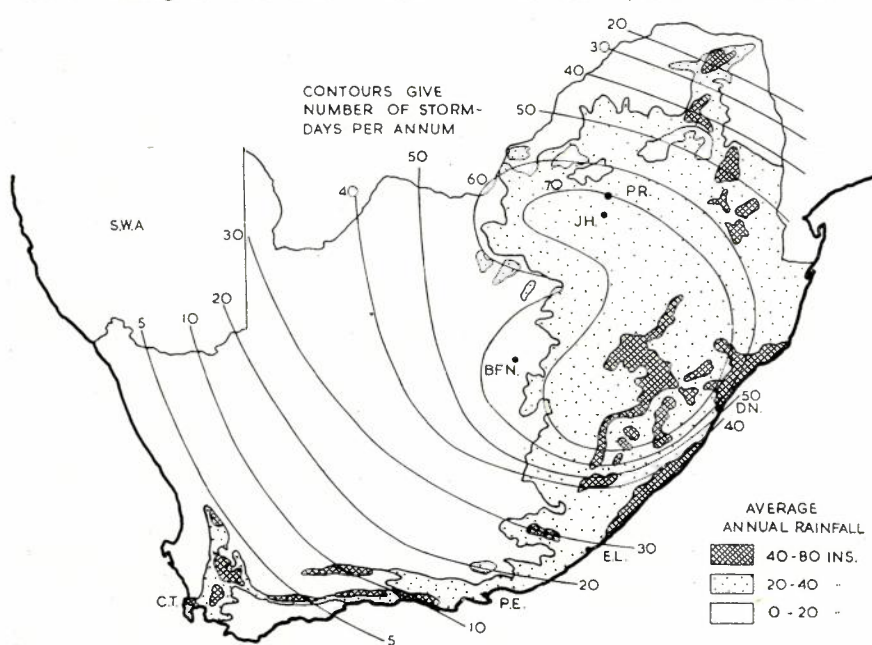 20
30
40
50
CONTOURS GIVE
NUMBER OF STORM-
DAYS PER ANNUM
50
60
70
PR.
JH.
40
S.W.A
30
20
10
5
BFN.
50
DN.
40
AVERAGE
ANNUAL RAINFALL
40-80 INS.
20-40 "
0-20 "
E.L.
30
20
C.T.
P.E.
10
5